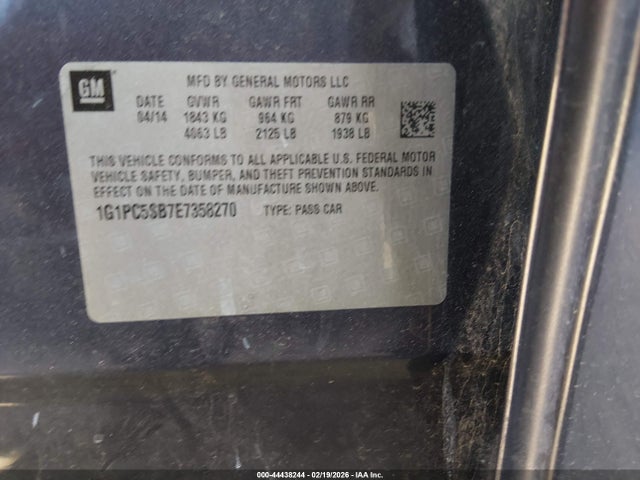 GM
MFD BY GENERAL MOTORS LLC
DATE GVWR GAWR FRT GAWR RR
04/14 1843 KG 964 KG 879 KG
4063 LB 2125 LB 1938 LB
THIS VEHICLE CONFORMS TO ALL APPLICABLE U.S. FEDERAL MOTOR
VEHICLE SAFETY, BUMPER, AND THEFT PREVENTION STANDARDS IN
EFFECT ON THE DATE OF MANUFACTURE SHOWN ABOVE.
1G1PC5SB7E7358270 TYPE: PASS CAR
000-44438244 - 02/19/2026 - IAA Inc.